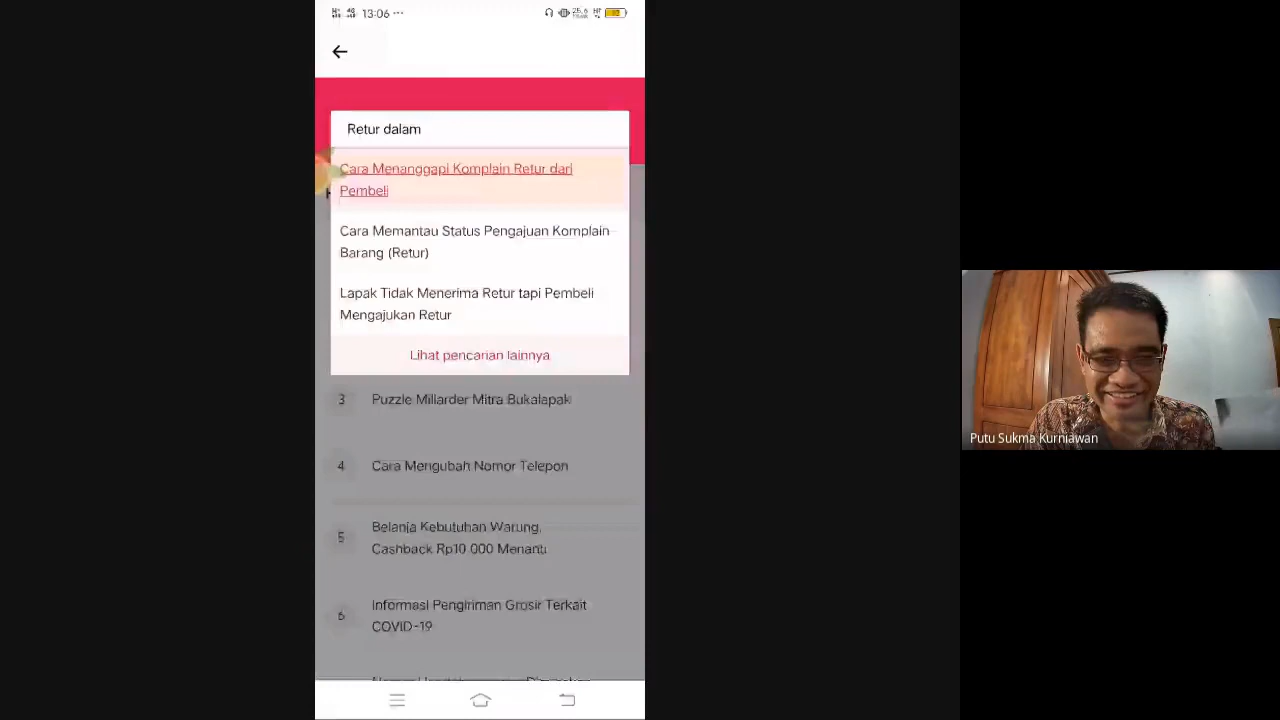 13:06 ...
Retur dalam
Cara Menanggapi Komplain Retur dari
Pembeli
Cara Memantau Status Pengajuan Komplain
Barang (Retur)
Lapak Tidak Menerima Retur tapi Pembeli
Mengajukan Retur
Lihat pencarian lainnya
3 Puzzle Miliarder Mitra Bukalapak
4 Cara Mengubah Nomor Telepon
5 Belanja Kebutuhan Warung,
Cashback Rp10.000 Menanti
6 Informasi Pengiriman Grosir Terkait
COVID-19
Putu Sukma Kurniawan